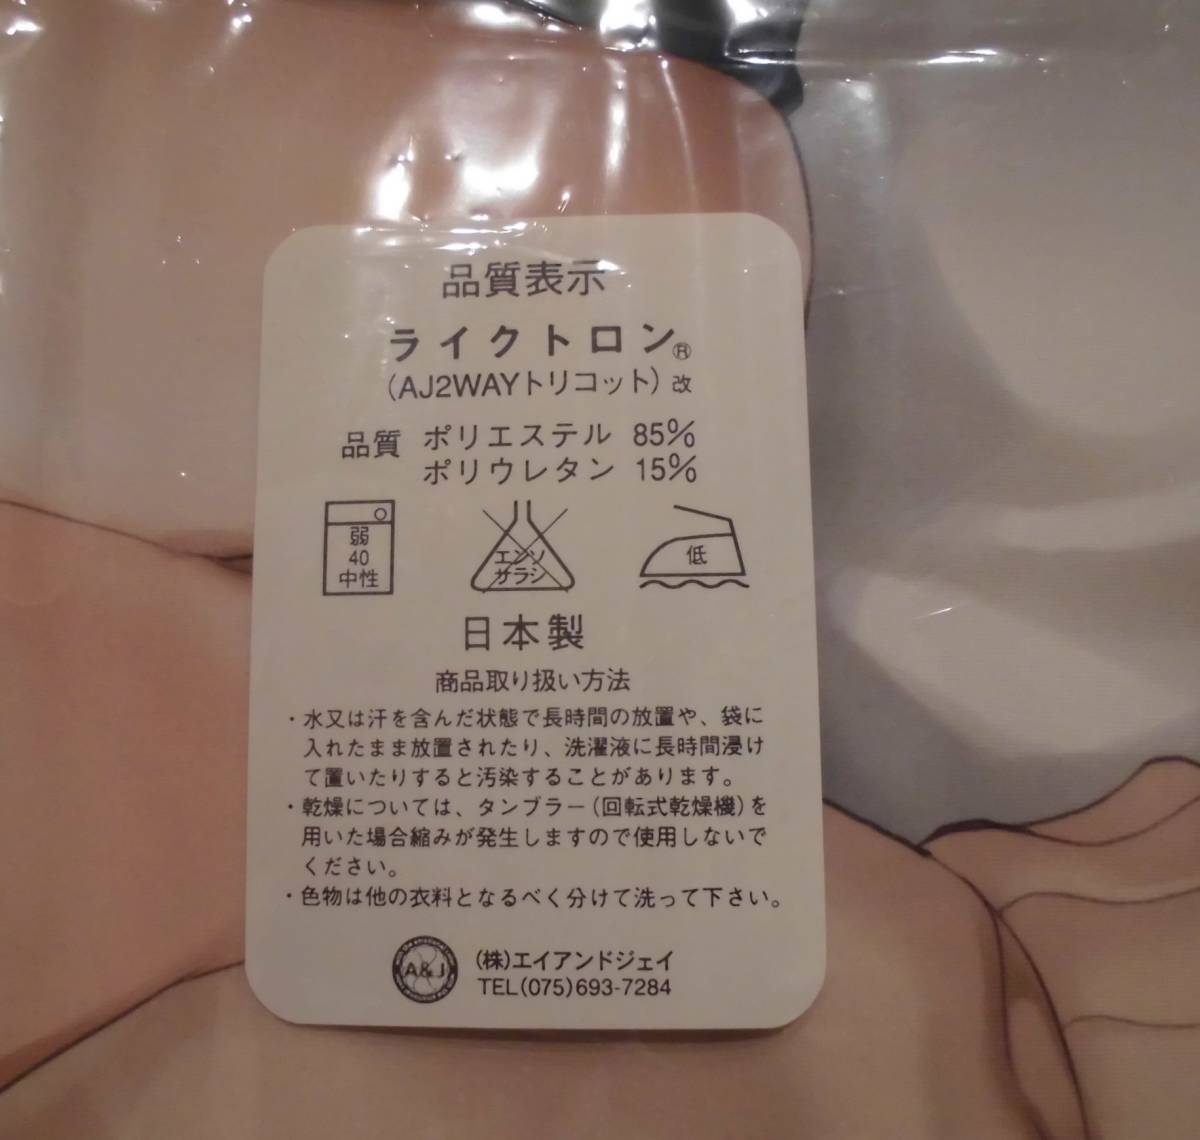 品質表示
ライクトロン®
(AJ2WAYトリコット) 改
品質 ポリエステル 85%
ポリウレタン 15%
弱
40
中性
エンソ
サラシ
低
日本製
商品取り扱い方法
・水又は汗を含んだ状態で長時間の放置や、袋に
入れたまま放置されたり、洗濯液に長時間浸け
て置いたりすると汚染することがあります。
・乾燥については、タンブラー(回転式乾燥機)を
用いた場合縮みが発生しますので使用しないで
ください。
・色物は他の衣料となるべく分けて洗って下さい。
A&J
(株)エイアンドジェイ
TEL(075)693-7284